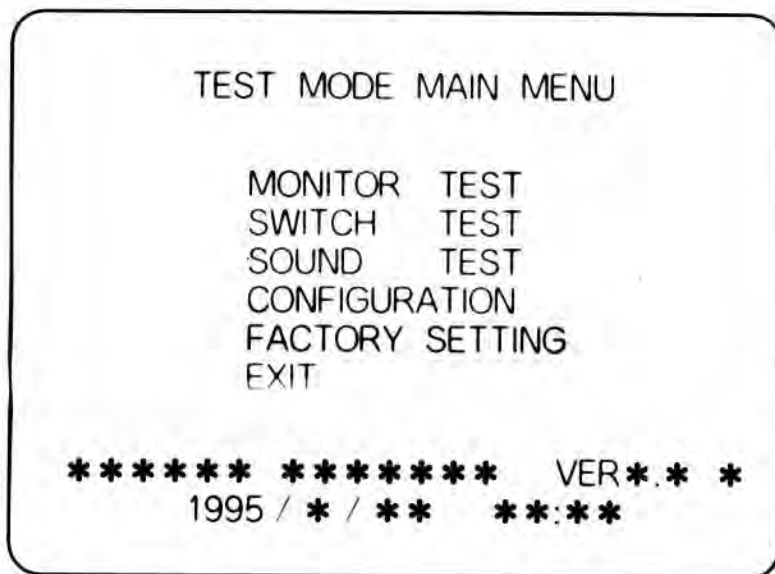 TEST MODE MAIN MENU
MONITOR TEST
SWITCH TEST
SOUND TEST
CONFIGURATION
FACTORY SETTING
EXIT
****** ******* VER*.* *
1995 / * / ** **:**